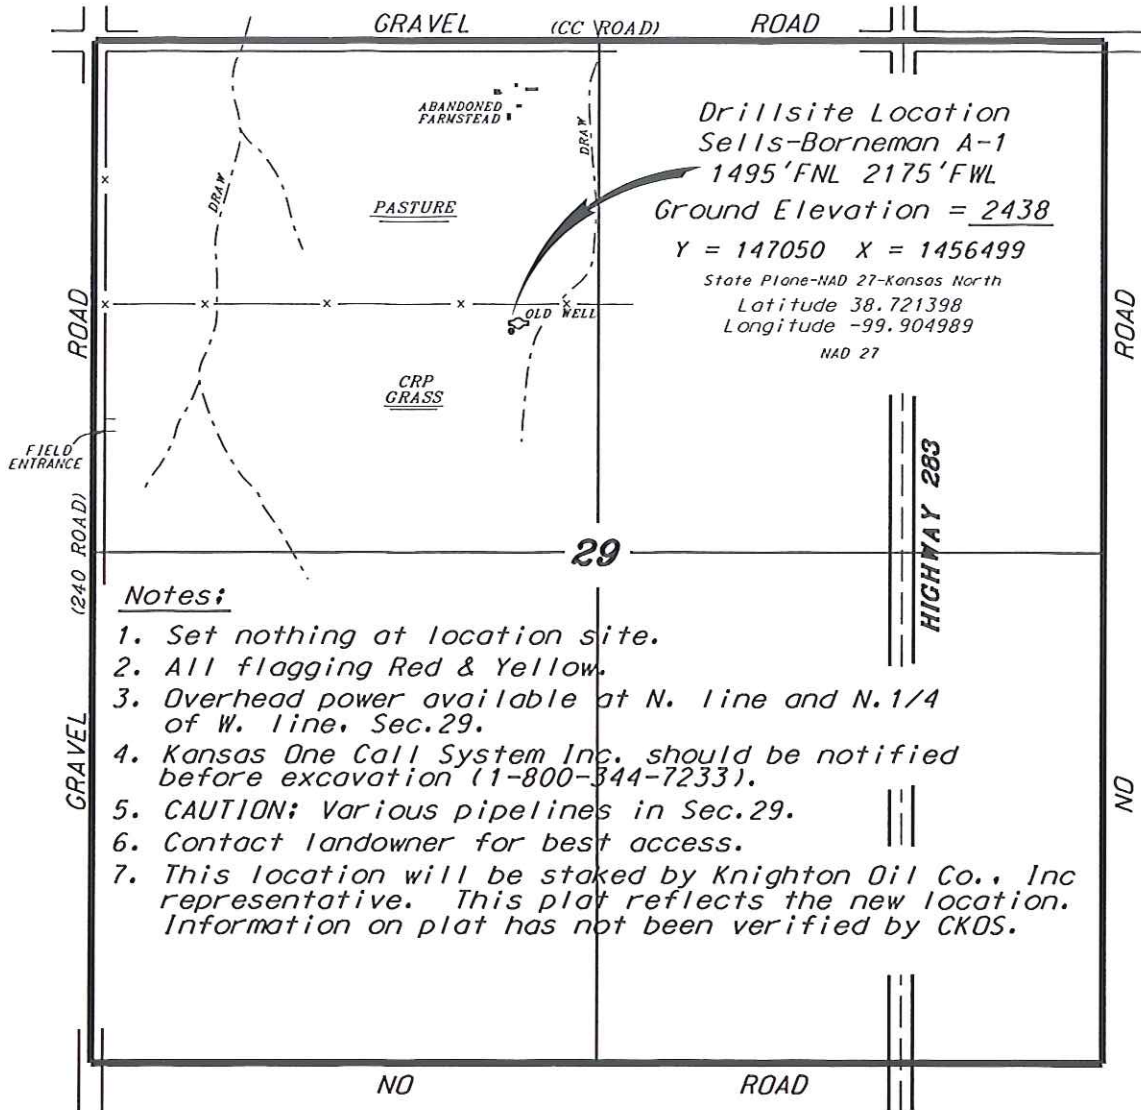 GRAVEL (CC ROAD) ROAD
ABANDONED
FARMSTEAD
DRAW
DRAW
PASTURE
Drillsite Location
Sells-Borneman A-1
1495'FNL 2175'FWL
Ground Elevation = 2438
Y = 147050 X = 1456499
State Plane-NAD 27-Kansas North
Latitude 38.721398
Longitude -99.904989
NAD 27
OLD WELL
CRP
GRASS
ROAD
FIELD
ENTRANCE
(240 ROAD)
GRAVEL
ROAD
NO
HIGHWAY 283
29
Notes:
1. Set nothing at location site.
2. All flagging Red & Yellow.
3. Overhead power available at N. line and N.1/4
of W. line, Sec.29.
4. Kansas One Call System Inc. should be notified
before excavation (1-800-344-7233).
5. CAUTION: Various pipelines in Sec.29.
6. Contact landowner for best access.
7. This location will be staked by Knighton Oil Co., Inc
representative. This plat reflects the new location.
Information on plat has not been verified by CKOS.
NO ROAD